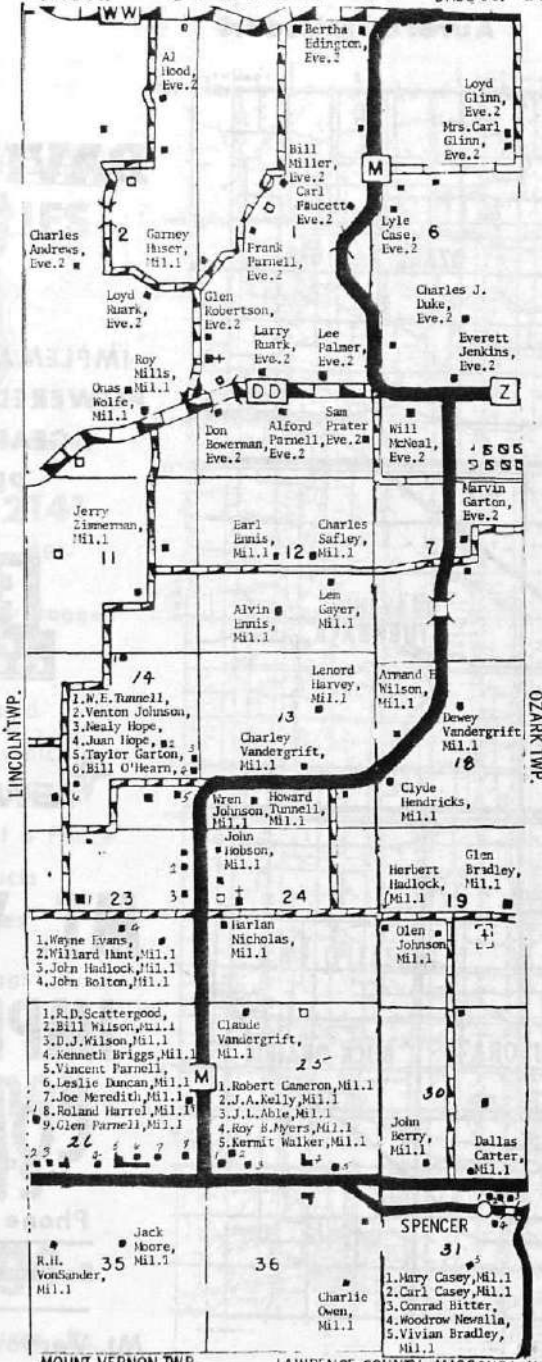 WW
Bertha
Edington,
Eve.2
Al
Hood,
Eve.2
Loyd
Glinn,
Eve.2
Mrs.Carl
Glinn,
Eve.2
Bill
Miller,
Eve.2
M
Carl
Faucett,
Eve.2
Charles
Andrews,
Eve.2
2
Garney
Huser,
Mil.1
1
Frank
Parnell,
Eve.2
Lyle
Case,
Eve.2
6
Loyd
Ruark,
Eve.2
Glen
Robertson,
Eve.2
Charles J.
Duke,
Eve.2
Larry
Ruark,
Eve.2
Lee
Palmer,
Eve.2
Everett
Jenkins,
Eve.2
Roy
Mills,
Mil.1
Onas
Wolfe,
Mil.1
DD
Z
Don
Bowerman,
Eve.2
Alford
Parnell,
Eve.2
Sam
Prater
Eve.2
Will
McNeal,
Eve.2
Marvin
Garton,
Eve.2
Jerry
Zimmerman,
Mil.1
11
Earl
Ennis,
Mil.1
12
Charles
Safley,
Mil.1
7
Alvin
Ennis,
Mil.1
Lem
Gayer,
Mil.1
14
1.W.E.Tunnell,
2.Venton Johnson,
3.Nealy Hope,
4.Juan Hope,
5.Taylor Garton,
6.Bill O'Hearn,
Lenord
Harvey,
Mil.1
13
Armand E
Wilson,
Mil.1
Charley
Vandergrift,
Mil.1
Dewey
Vandergrift
Mil.1
18
LINCOLN TWP.
OZARK TWP.
Wren
Johnson,
Mil.1
Howard
Tunnell,
Mil.1
Clyde
Hendricks,
Mil.1
John
Hobson,
Mil.1
23
24
Herbert
Hadlock,
Mil.1
Glen
Bradley,
Mil.1
19
1.Wayne Evans,
2.Willard Hunt,Mil.1
3.John Hadlock,Mil.1
4.John Bolton,Mil.1
Harlan
Nicholas,
Mil.1
Olen
Johnson
Mil.1
1.R.D.Scattergood,
2.Bill Wilson,Mil.1
3.D.J.Wilson,Mil.1
4.Kenneth Briggs,Mil.1
5.Vincent Parnell,
6.Leslie Duncan,Mil.1
7.Joe Meredith,Mil.1
8.Roland Harrel,Mil.1
9.Glen Parnell,Mil.1
26
M
Claude
Vandergrift,
Mil.1
25
1.Robert Cameron,Mil.1
2.J.A.Kelly,Mil.1
3.J.L.Able,Mil.1
4.Roy B.Myers,Mil.1
5.Kermit Walker,Mil.1
30
John
Berry,
Mil.1
Dallas
Carter,
Mil.1
SPENCER
R.H.
VonSander,
Mil.1
35
Jack
Moore,
Mil.1
36
Charlie
Owen,
Mil.1
31
1.Mary Casey,Mil.1
2.Carl Casey,Mil.1
3.Conrad Bitter,
4.Woodrow Newalla,
5.Vivian Bradley,
Mil.1
MOUNT VERNON TWP.